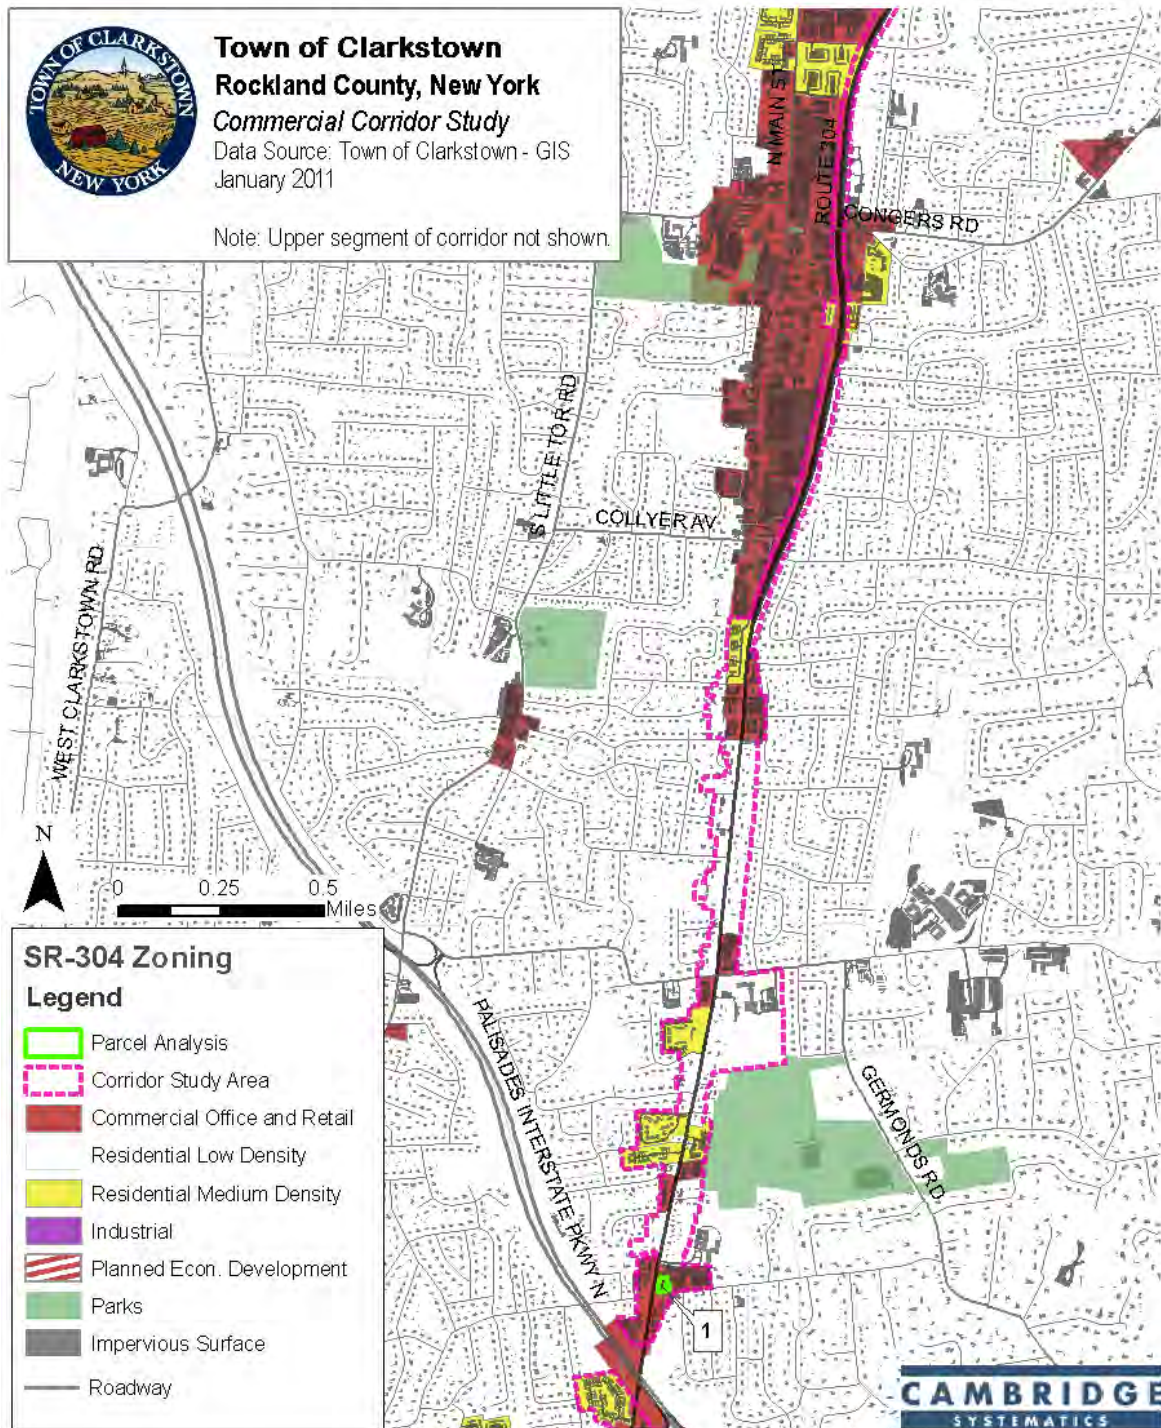 TOWN OF CLARKSTOWN
NEW YORK
Town of Clarkstown
Rockland County, New York
Commercial Corridor Study
Data Source: Town of Clarkstown - GIS
January 2011
Note: Upper segment of corridor not shown.
N MAIN ST
ROUTE 304
CONGERS RD
S LITTLE TOR RD
COLLYER AV
WEST CLARKSTOWN RD
N
0 0.25 0.5
Miles
PALISADES INTERSTATE PKWY N
GERMONDS RD
1
SR-304 Zoning
Legend
Parcel Analysis
Corridor Study Area
Commercial Office and Retail
Residential Low Density
Residential Medium Density
Industrial
Planned Econ. Development
Parks
Impervious Surface
Roadway
CAMBRIDGE
SYSTEMATICS